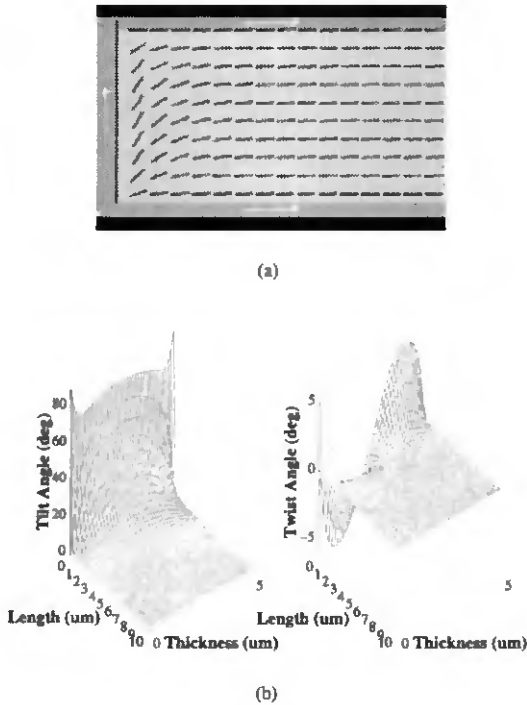 (a)
80
60
40
20
0
Tilt Angle (deg)
0 1 2 3 4 5 6 7 8 9 10
Length (um)
0 Thickness (um)
5
5
0
-5
Twist Angle (deg)
0 1 2 3 4 5 6 7 8 9 10
Length (um)
0 Thickness (um)
5
(b)